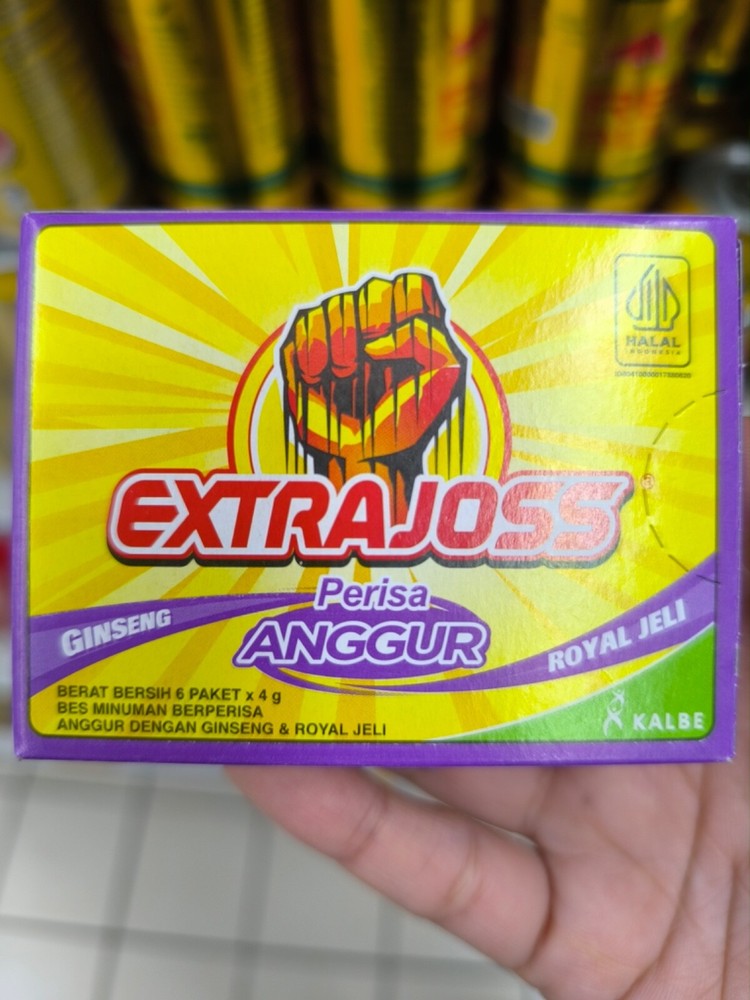 HALAL
INDONESIA
EXTRAJOSS
Perisa
ANGGUR
GINSENG
ROYAL JELI
BERAT BERSIH 6 PAKET x 4 g
BES MINUMAN BERPERISA
ANGGUR DENGAN GINSENG & ROYAL JELI
KALBE